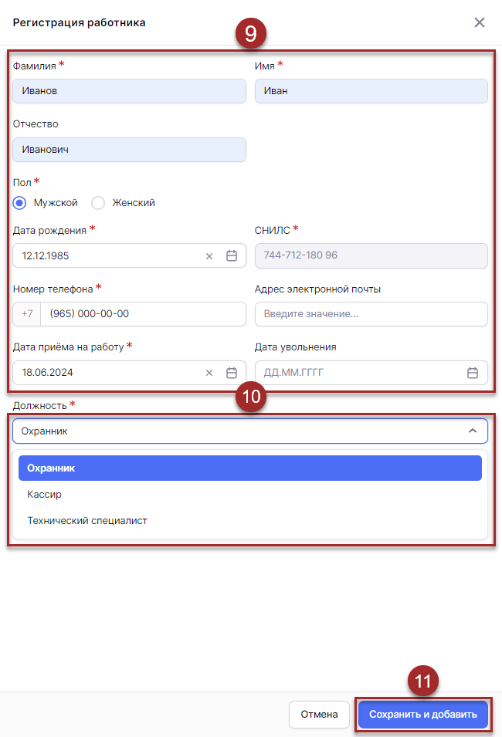 Регистрация работника
9
Фамилия * Имя *
Иванов Иван
Отчество
Иванович
Пол *
Мужской Женский
Дата рождения * СНИЛС *
12.12.1985 744-712-180 96
Номер телефона * Адрес электронной почты
+7 (965) 000-00-00 Введите значение...
Дата приёма на работу * Дата увольнения
18.06.2024 ДД.ММ.ГГГГ
10
Должность *
Охранник
Охранник
Кассир
Технический специалист
11
Отмена Сохранить и добавить